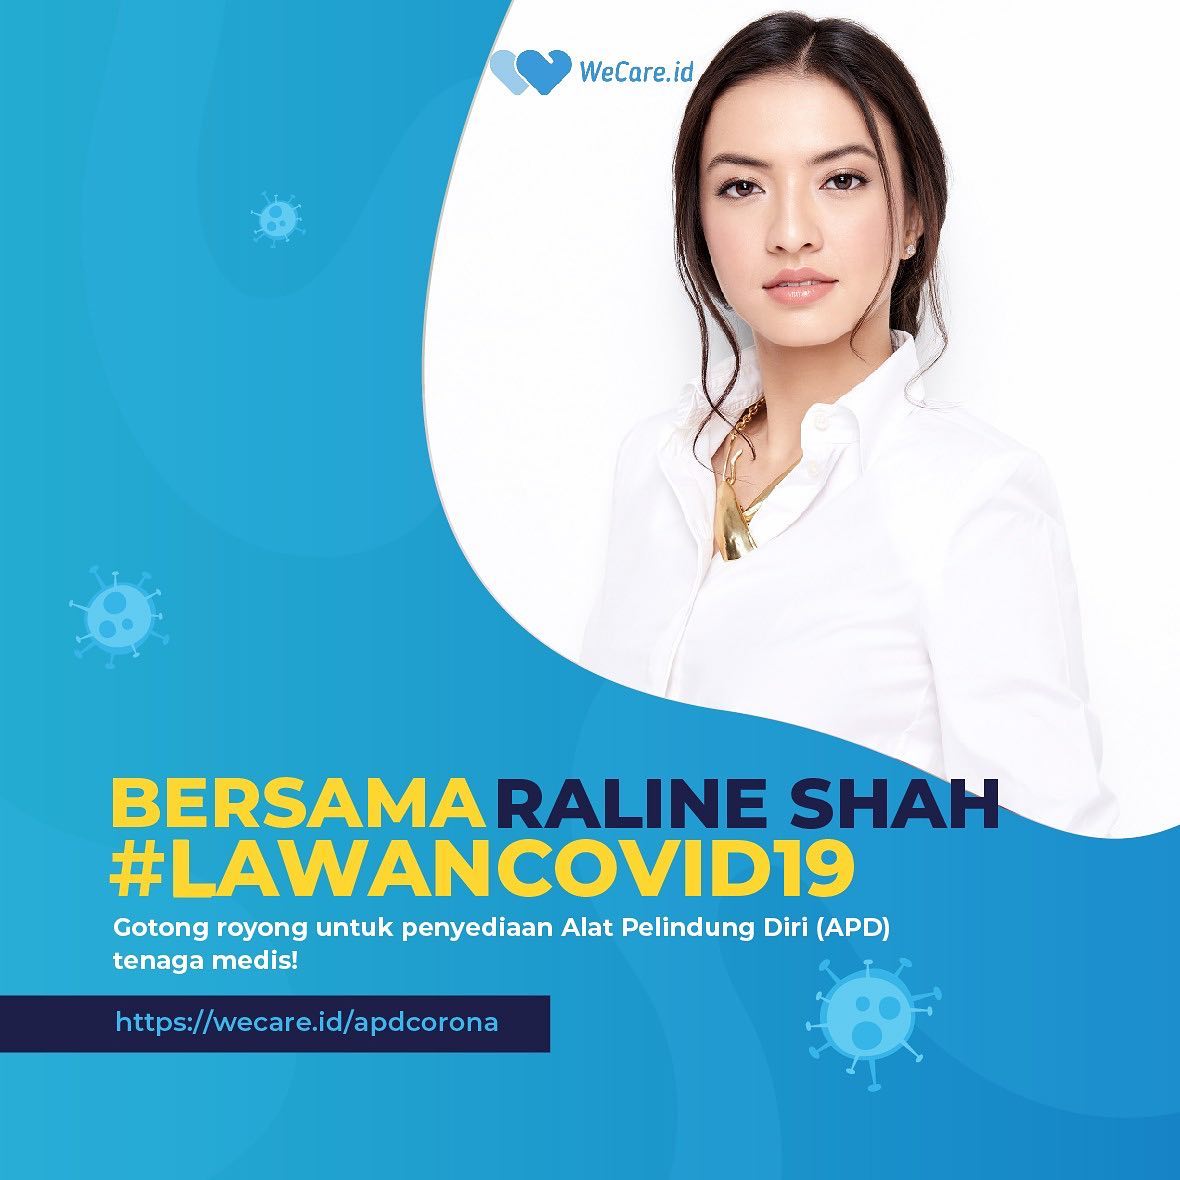 WeCare.id
BERSAMA RALINE SHAH
#LAWANCOVID19
Gotong royong untuk penyediaan Alat Pelindung Diri (APD)
tenaga medis!
https://wecare.id/apdcorona